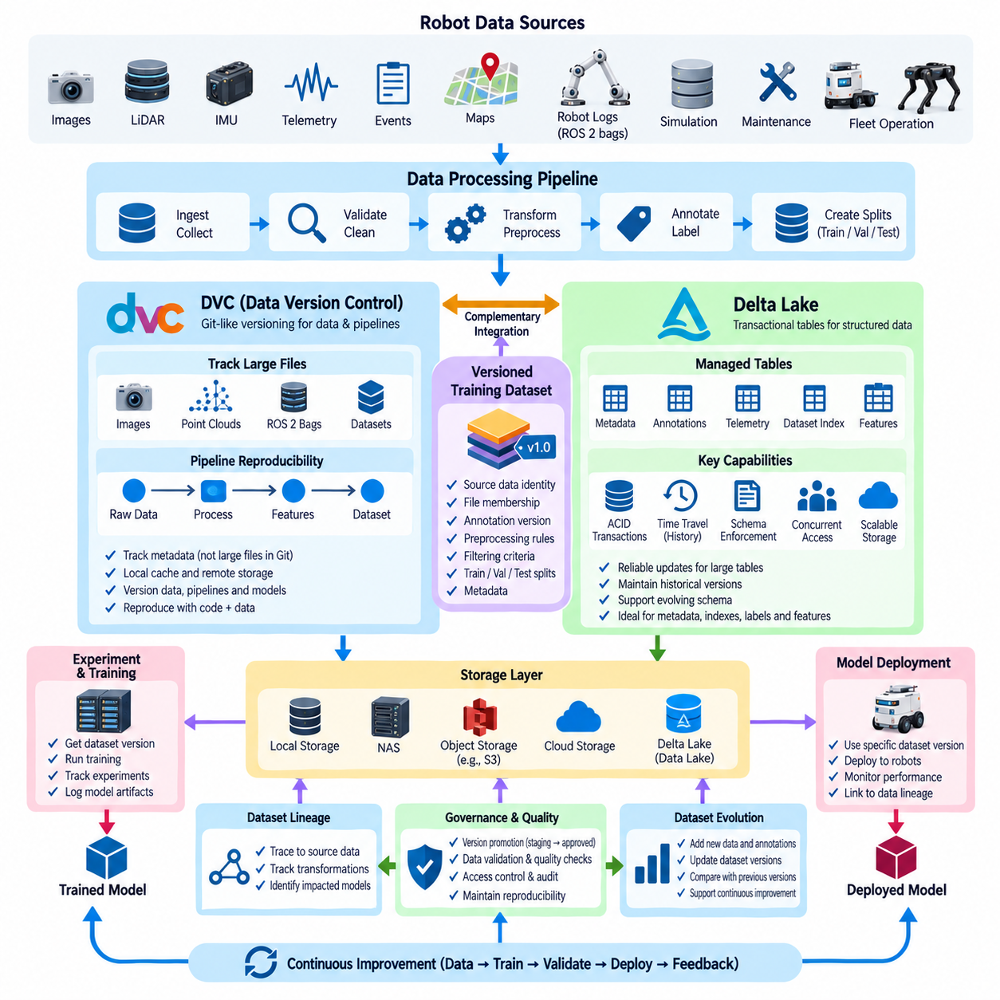 Robot Data Sources
Images
LiDAR
IMU
Telemetry
Events
Maps
Robot Logs
(ROS 2 bags)
Simulation
Maintenance
Fleet Operation
Data Processing Pipeline
Ingest
Collect
Validate
Clean
Transform
Preprocess
Annotate
Label
Create Splits
(Train / Val / Test)
dvc
DVC (Data Version Control)
Git-like versioning for data & pipelines
Track Large Files
Images
Point Clouds
ROS 2 Bags
Datasets
Pipeline Reproducibility
Raw Data
Process
Features
Dataset
Track metadata (not large files in Git)
Local cache and remote storage
Version data, pipelines and models
Reproduce with code + data
Complementary
Integration
Versioned
Training Dataset
v1.0
Source data identity
File membership
Annotation version
Preprocessing rules
Filtering criteria
Train / Val / Test splits
Metadata
Delta Lake
Transactional tables for structured data
Managed Tables
Metadata
Annotations
Telemetry
Dataset Index
Features
Key Capabilities
ACID
Transactions
Time Travel
(History)
Schema
Enforcement
Concurrent
Access
Scalable
Storage
Reliable updates for large tables
Maintain historical versions
Support evolving schema
Ideal for metadata, indexes, labels and features
Experiment
& Training
Get dataset version
Run training
Track experiments
Log model artifacts
Trained Model
Storage Layer
Local Storage
NAS
Object Storage
(e.g., S3)
Cloud Storage
Delta Lake
(Data Lake)
Model Deployment
Use specific dataset version
Deploy to robots
Monitor performance
Link to data lineage
Deployed Model
Dataset Lineage
Trace to source data
Track transformations
Identify impacted models
Governance & Quality
Version promotion (staging → approved)
Data validation & quality checks
Access control & audit
Maintain reproducibility
Dataset Evolution
Add new data and annotations
Update dataset versions
Compare with previous versions
Support continuous improvement
Continuous Improvement (Data → Train → Validate → Deploy → Feedback)